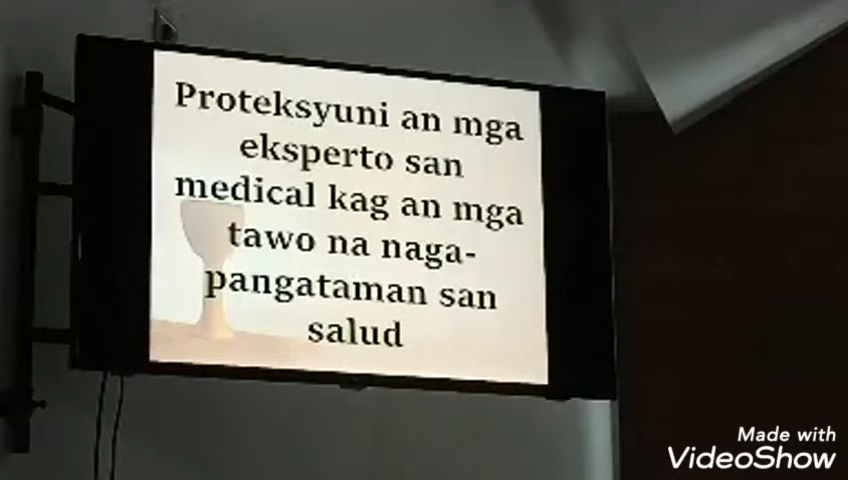 Proteksyuni an mga
eksperto san
medical kag an mga
tawo na naga-
pangataman san
salud
Made with
VideoShow